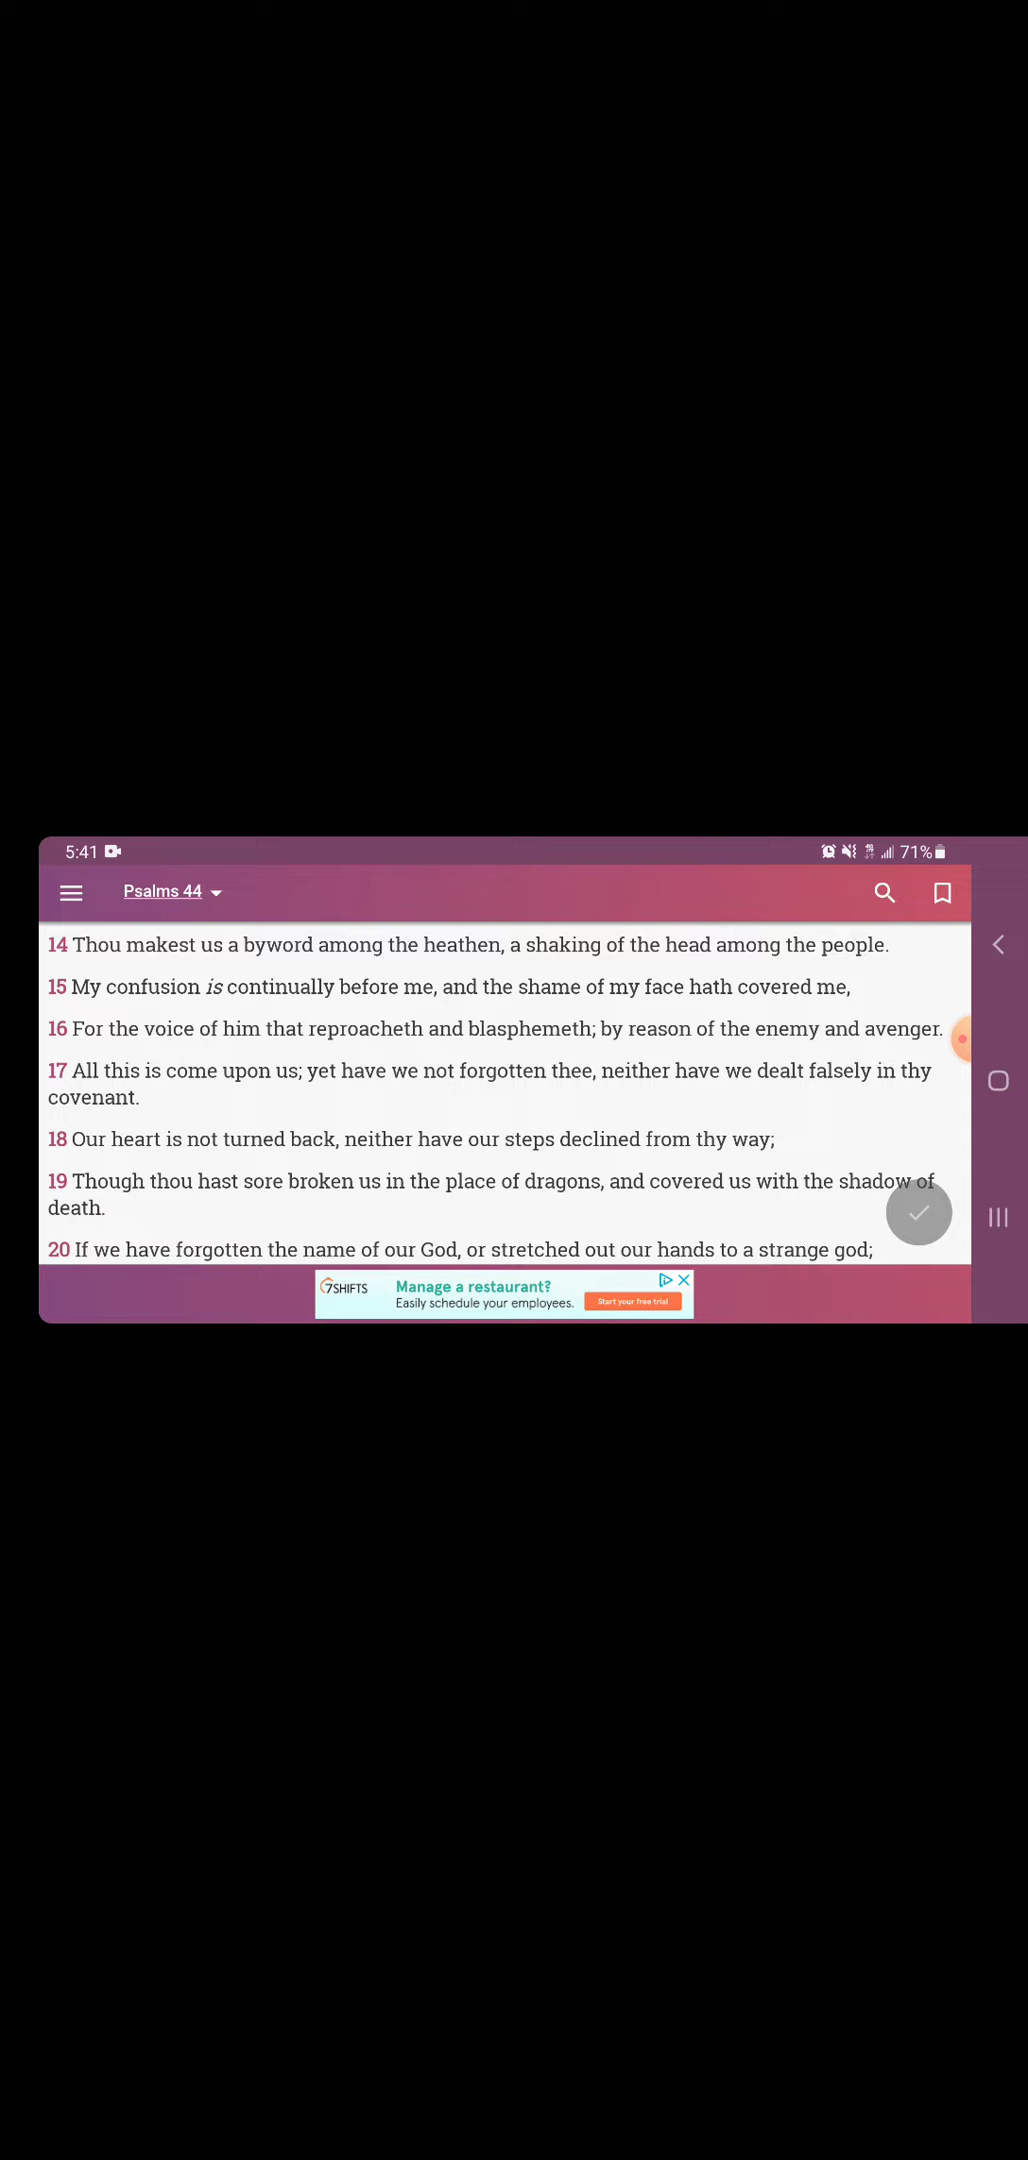 5:41 71%
Psalms 44
14 Thou makest us a byword among the heathen, a shaking of the head among the people.
15 My confusion is continually before me, and the shame of my face hath covered me,
16 For the voice of him that reproacheth and blasphemeth; by reason of the enemy and avenger.
17 All this is come upon us; yet have we not forgotten thee, neither have we dealt falsely in thy
covenant.
18 Our heart is not turned back, neither have our steps declined from thy way;
19 Though thou hast sore broken us in the place of dragons, and covered us with the shadow of
death.
20 If we have forgotten the name of our God, or stretched out our hands to a strange god;
7SHIFTS
Manage a restaurant?
Easily schedule your employees.
Start your free trial